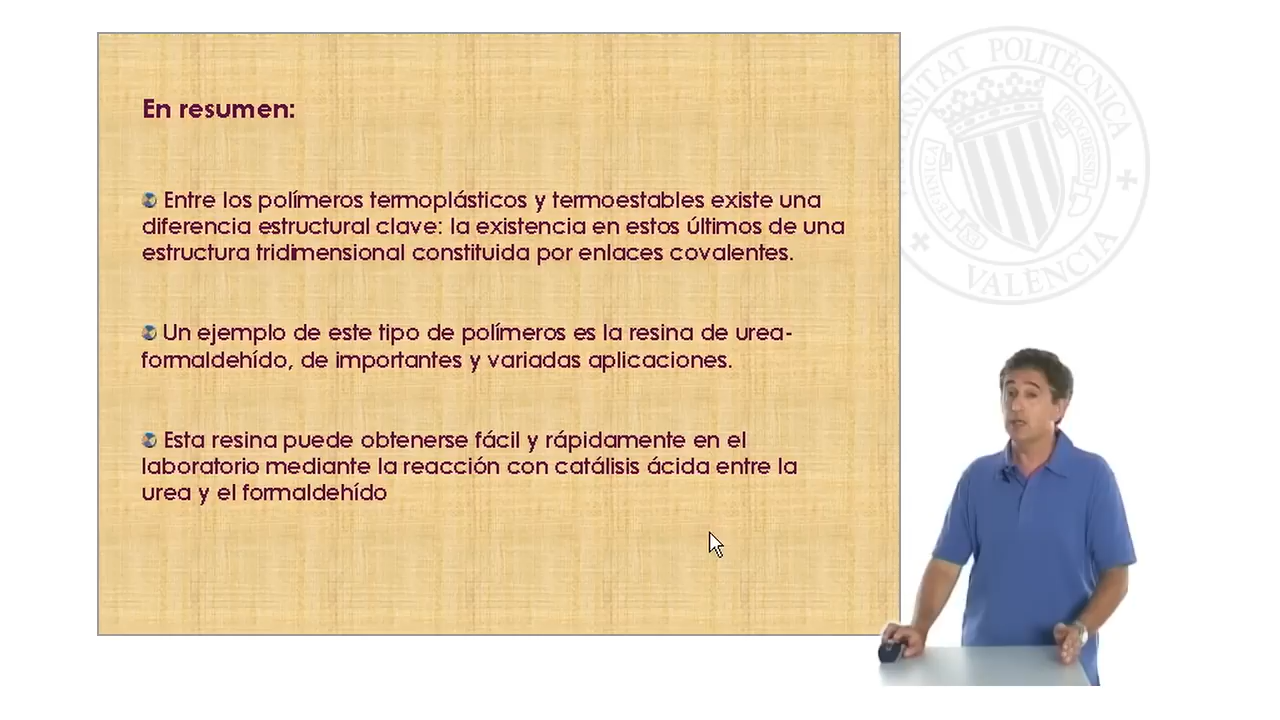 En resumen:
Entre los polímeros termoplásticos y termoestables existe una
diferencia estructural clave: la existencia en estos últimos de una
estructura tridimensional constituida por enlaces covalentes.
Un ejemplo de este tipo de polímeros es la resina de urea-
formaldehído, de importantes y variadas aplicaciones.
Esta resina puede obtenerse fácil y rápidamente en el
laboratorio mediante la reacción con catálisis ácida entre la
urea y el formaldehído
POLITÈCNICA
VALÈNCIA